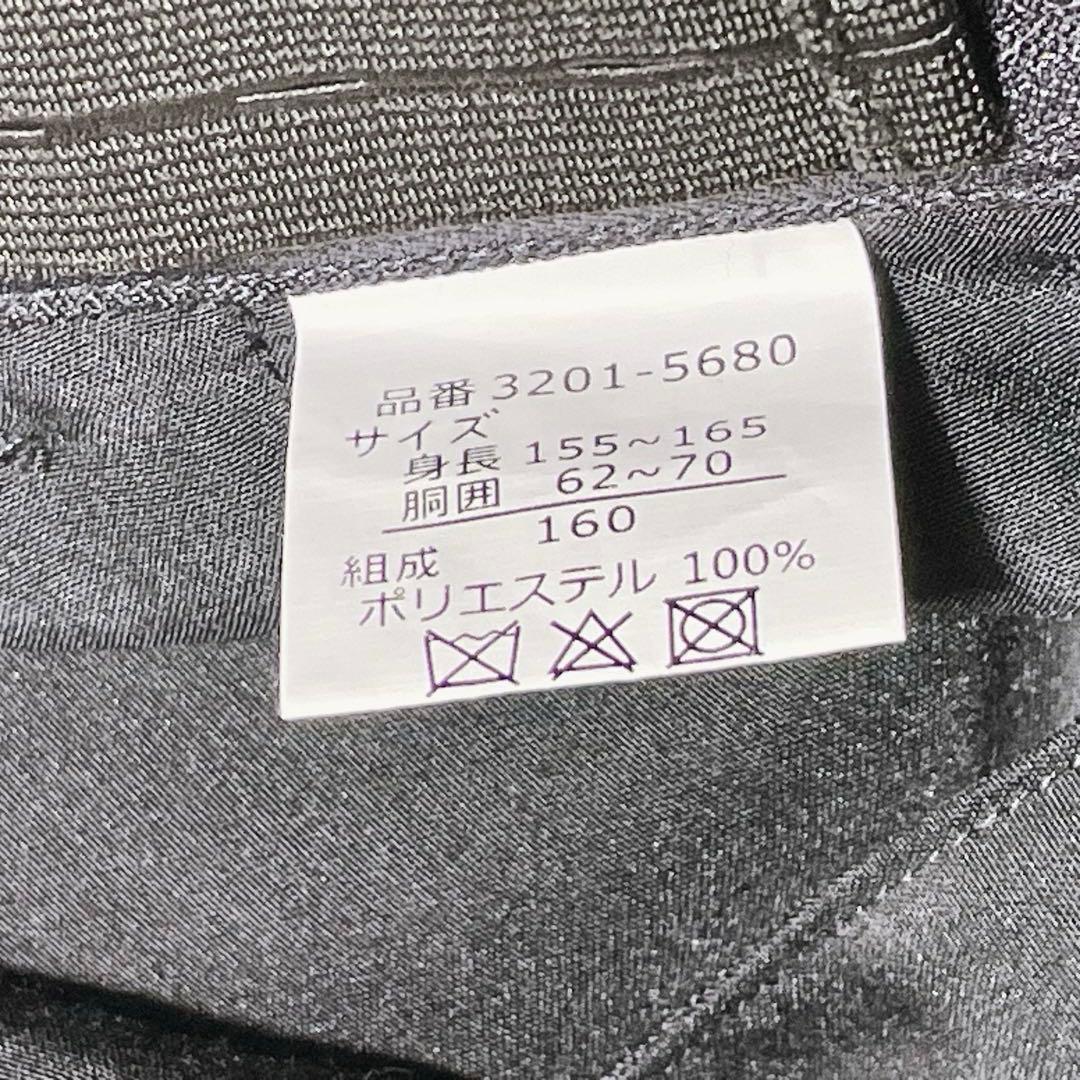 品番 3201-5680
サイズ
身長 155~165
胴囲 62~70
160
組成
ポリエステル 100%